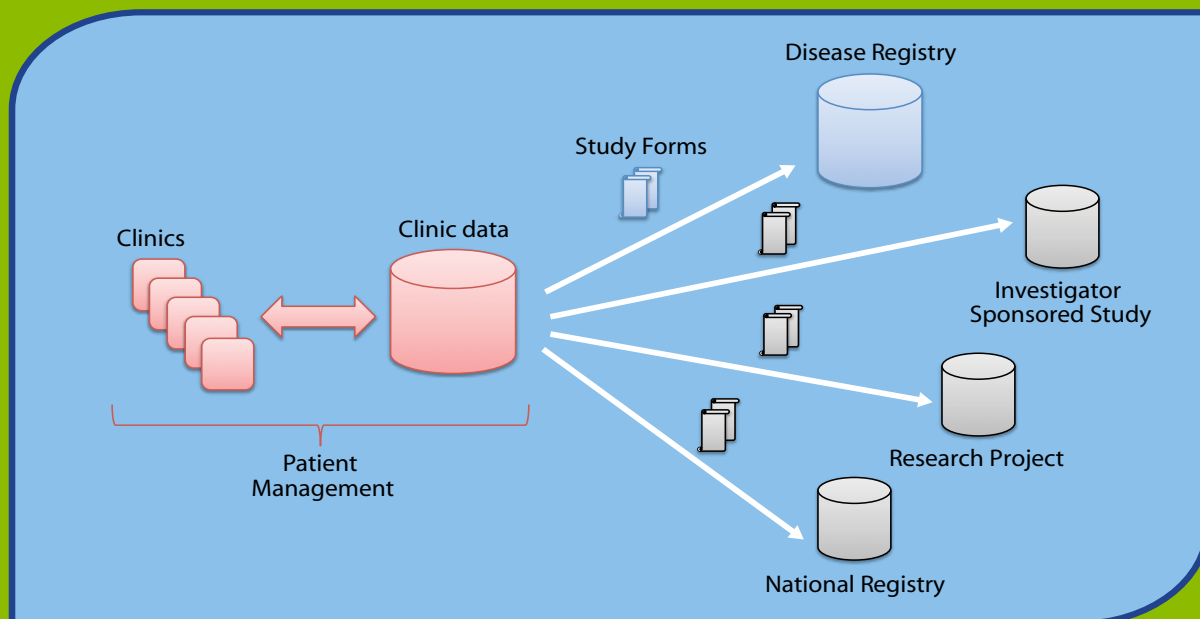 Disease Registry
Study Forms
Clinics
Clinic data
Investigator
Sponsored Study
Patient
Management
Research Project
National Registry